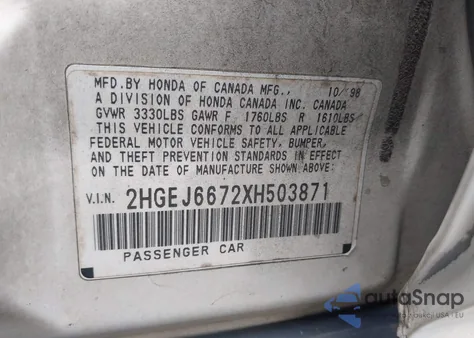 MFD.BY HONDA OF CANADA MFG., 10/98
A DIVISION OF HONDA CANADA INC. CANADA
GVWR 3330LBS GAWR F 1760LBS R 1610LBS
THIS VEHICLE CONFORMS TO ALL APPLICABLE
FEDERAL MOTOR VEHICLE SAFETY, BUMPER,
AND THEFT PREVENTION STANDARDS IN EFFECT
ON THE DATE OF MANUFACTURE SHOWN ABOVE:
V.I.N. 2HGEJ6672XH503871
PASSENGER CAR
autoSnap
USA i EU